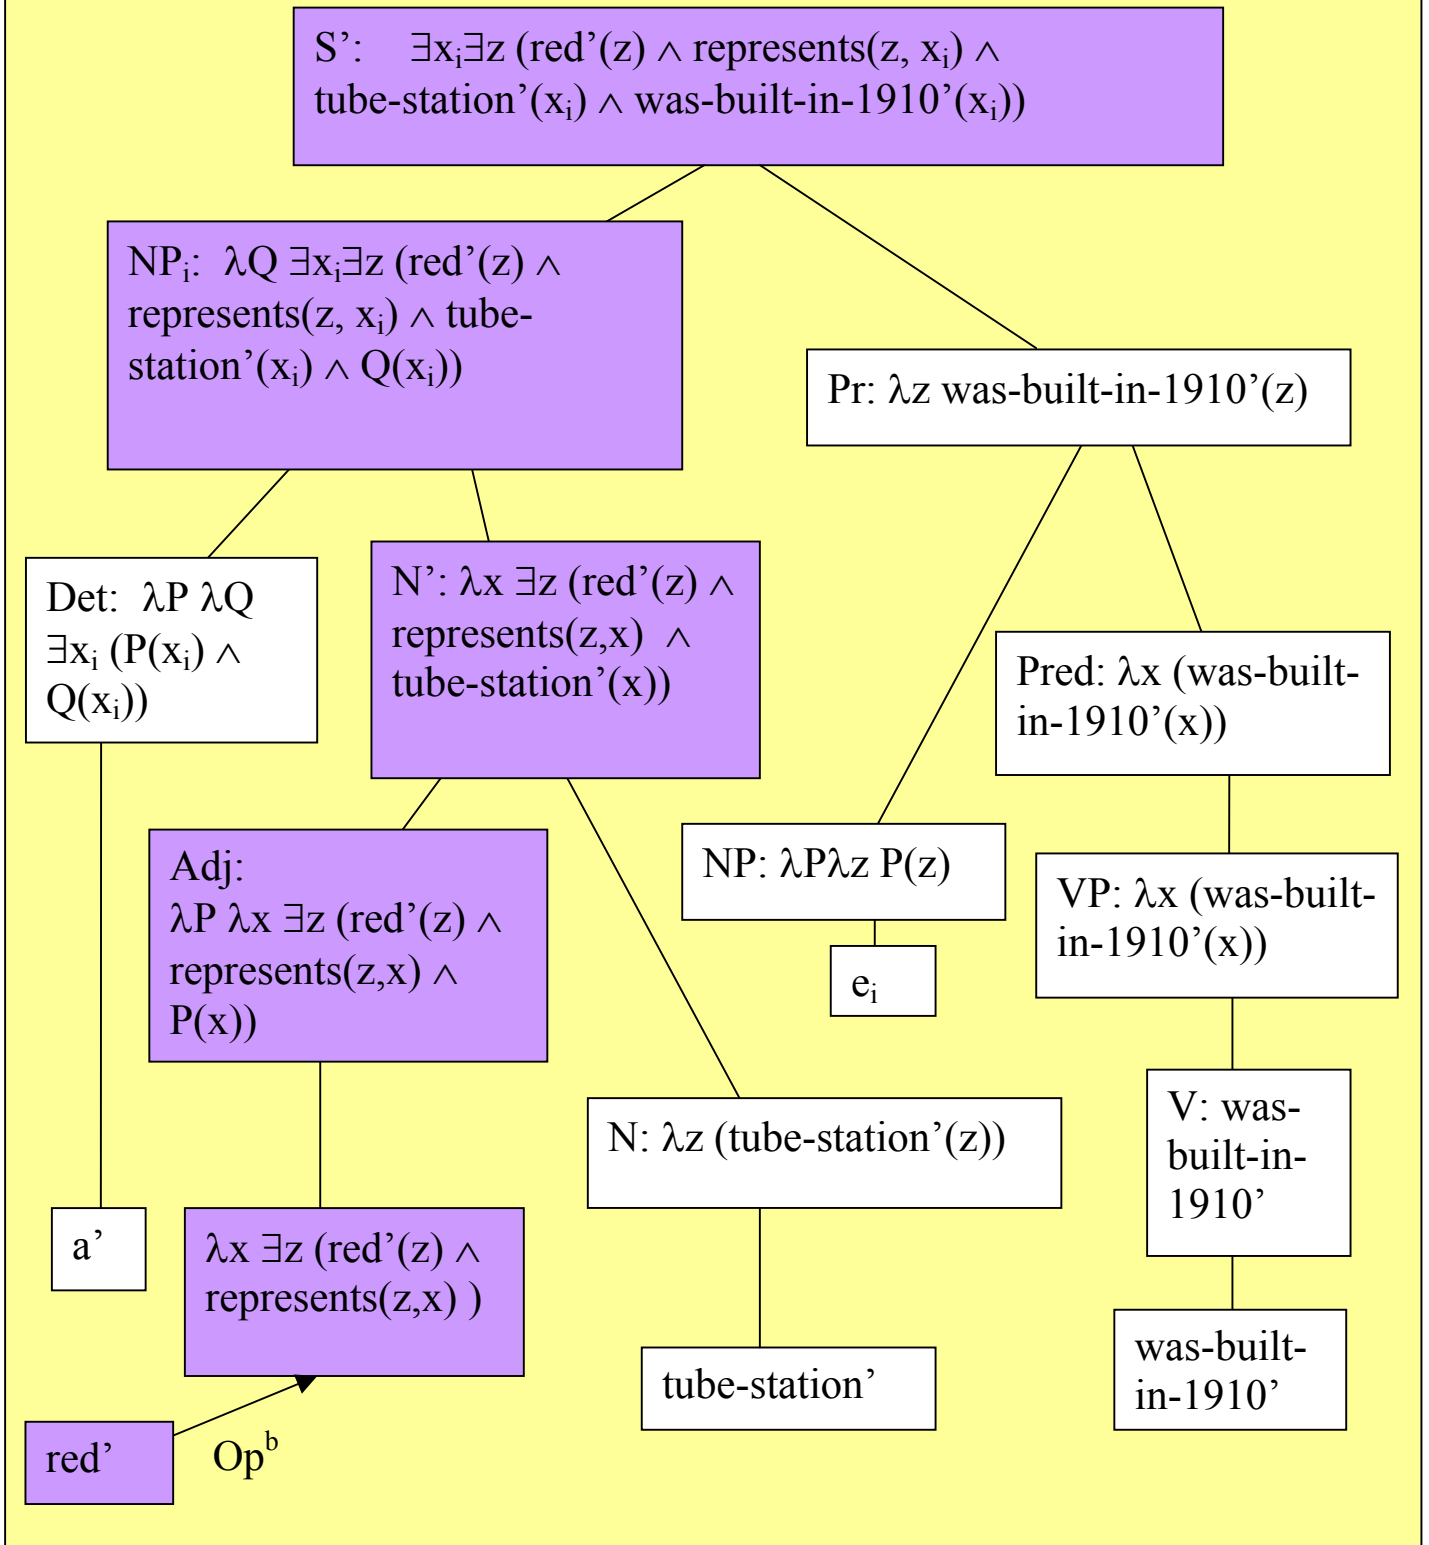 S’: ∃xᵢ∃z (red’(z) ∧ represents(z, xᵢ) ∧
tube-station’(xᵢ) ∧ was-built-in-1910’(xᵢ))
NPᵢ: λQ ∃xᵢ∃z (red’(z) ∧
represents(z, xᵢ) ∧ tube-
station’(xᵢ) ∧ Q(xᵢ))
Pr: λz was-built-in-1910’(z)
Det: λP λQ
∃xᵢ (P(xᵢ) ∧
Q(xᵢ))
N’: λx ∃z (red’(z) ∧
represents(z,x) ∧
tube-station’(x))
Pred: λx (was-built-
in-1910’(x))
Adj:
λP λx ∃z (red’(z) ∧
represents(z,x) ∧
P(x))
NP: λPλz P(z)
eᵢ
VP: λx (was-built-
in-1910’(x))
N: λz (tube-station’(z))
V: was-
built-in-
1910’
a’
λx ∃z (red’(z) ∧
represents(z,x) )
tube-station’
was-built-
in-1910’
red’
Opᵇ